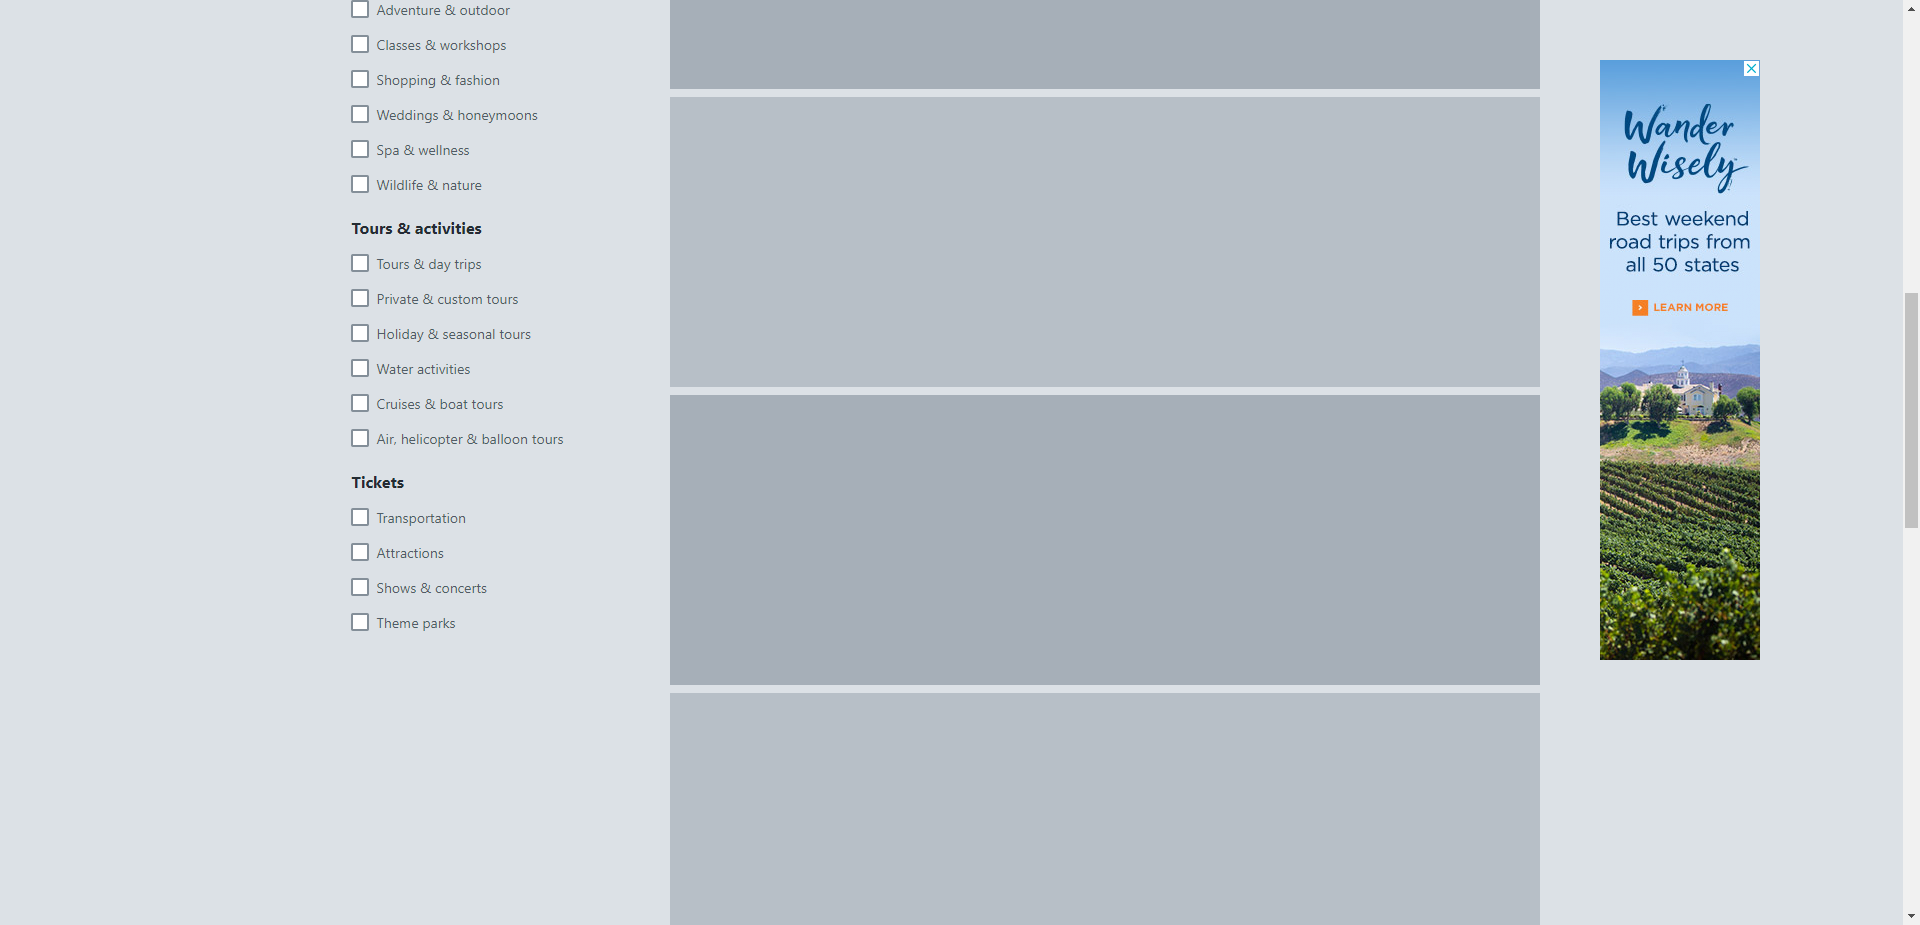 Adventure & outdoor
Classes & workshops
Shopping & fashion
Weddings & honeymoons
Spa & wellness
Wildlife & nature
Tours & activities
Tours & day trips
Private & custom tours
Holiday & seasonal tours
Water activities
Cruises & boat tours
Air, helicopter & balloon tours
Tickets
Transportation
Attractions
Shows & concerts
Theme parks
Wander
Wisely
Best weekend
road trips from
all 50 states
LEARN MORE